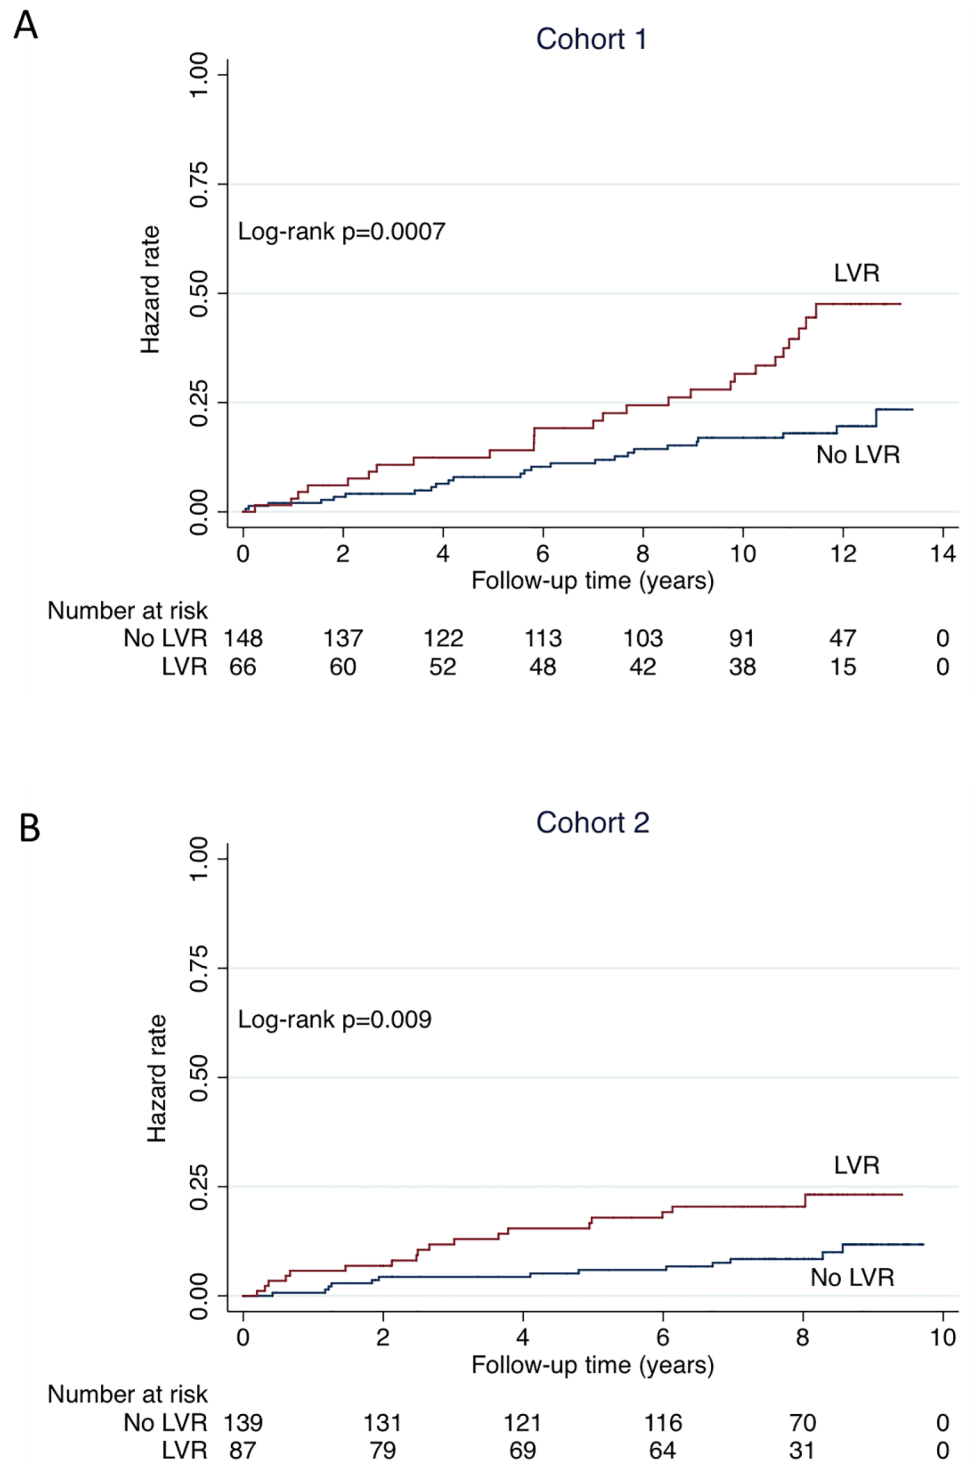 A
Cohort 1
1.00
0.75
0.50
0.25
0.00
Hazard rate
Log-rank p=0.0007
LVR
No LVR
0 2 4 6 8 10 12 14
Follow-up time (years)
Number at risk
No LVR 148 137 122 113 103 91 47 0
LVR 66 60 52 48 42 38 15 0
B
Cohort 2
1.00
0.75
0.50
0.25
0.00
Hazard rate
Log-rank p=0.009
LVR
No LVR
0 2 4 6 8 10
Follow-up time (years)
Number at risk
No LVR 139 131 121 116 70 0
LVR 87 79 69 64 31 0